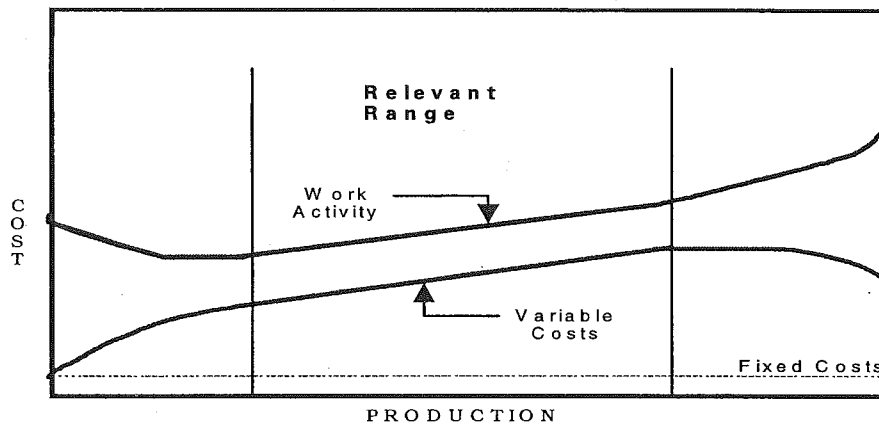 Relevant
Range
Work
Activity
COST
Variable
Costs
Fixed Costs
PRODUCTION